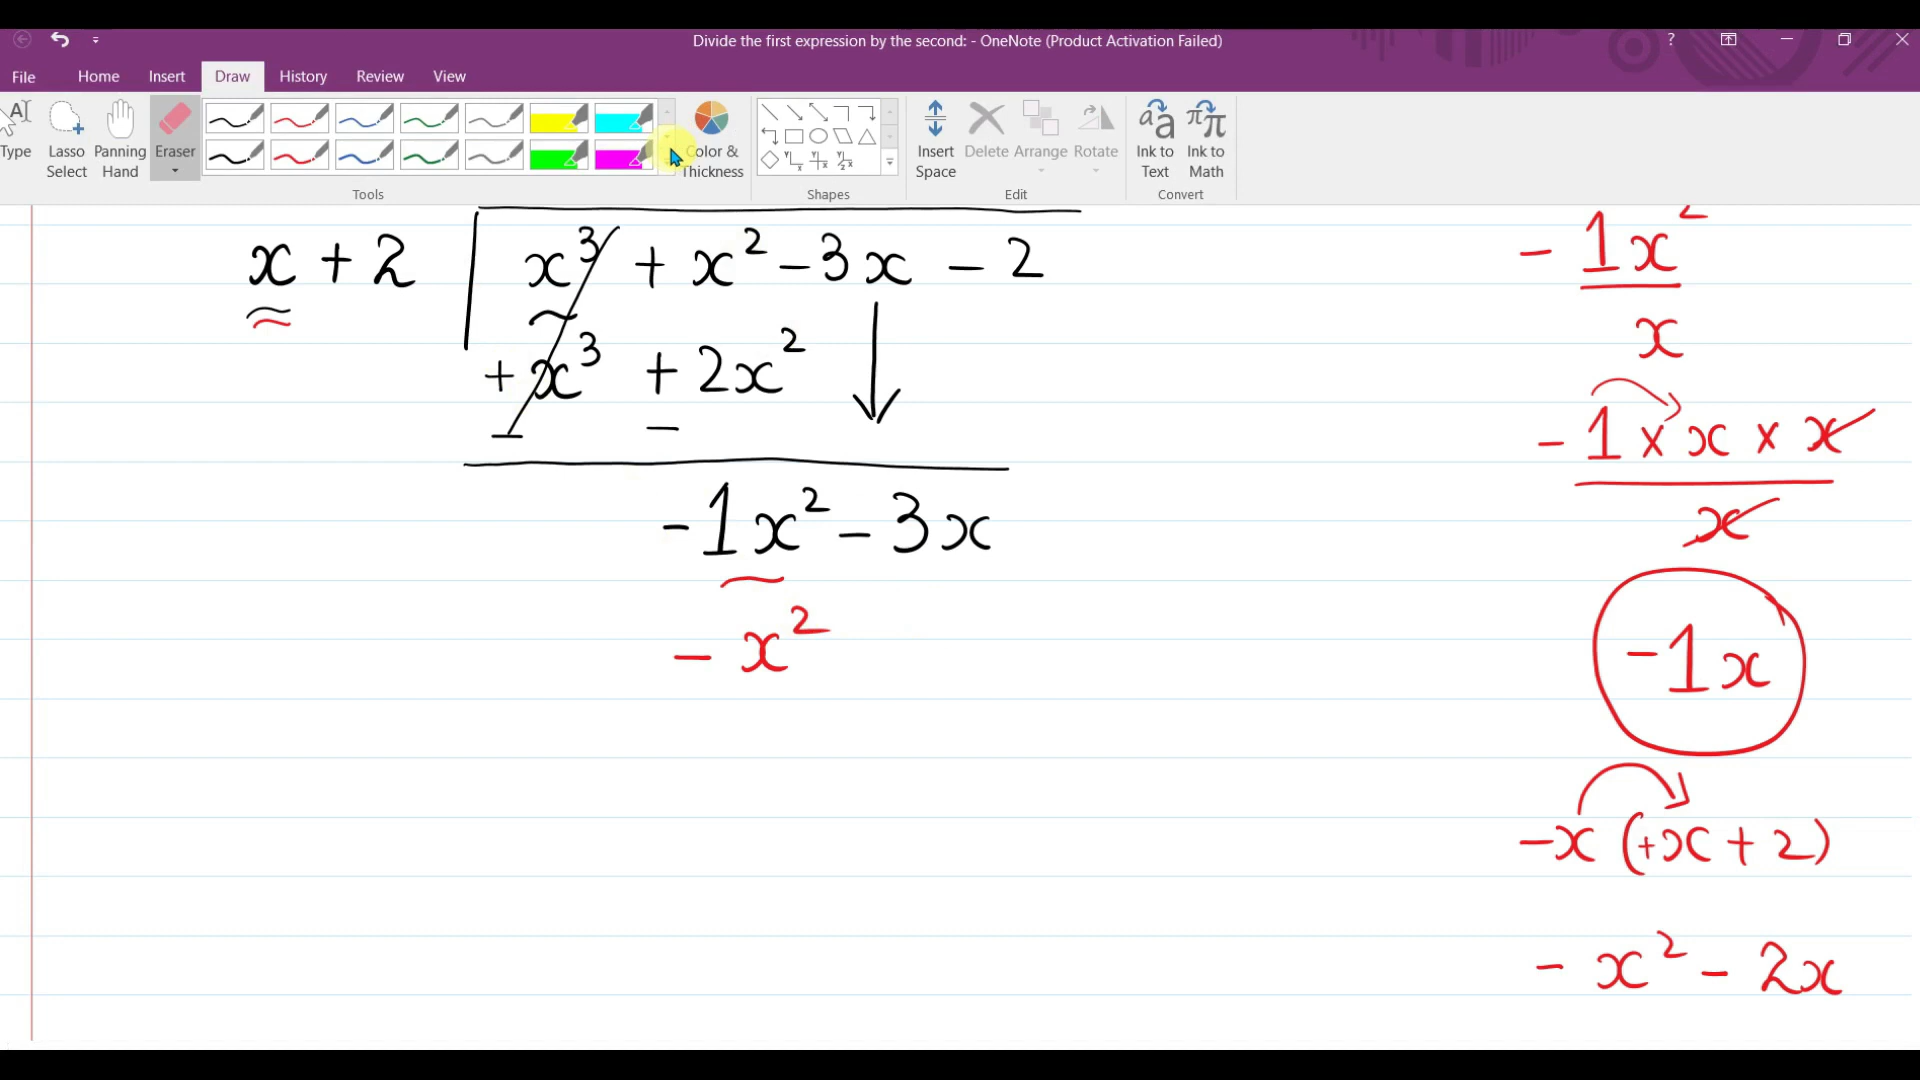 Divide the first expression by the second: - OneNote (Product Activation Failed)
File Home Insert Draw History Review View
Type
Lasso Select
Panning Hand
Eraser
Color & Thickness
Insert Space
Delete
Arrange
Rotate
Ink to Text
Ink to Math
Tools
Shapes
Edit
Convert
x + 2
x³ + x² - 3x - 2
+ x³ + 2x²
- -
-1x² - 3x
- x²
- 1x²
x
- 1 × x × x
x
-1x
-x (+x + 2)
- x² - 2x